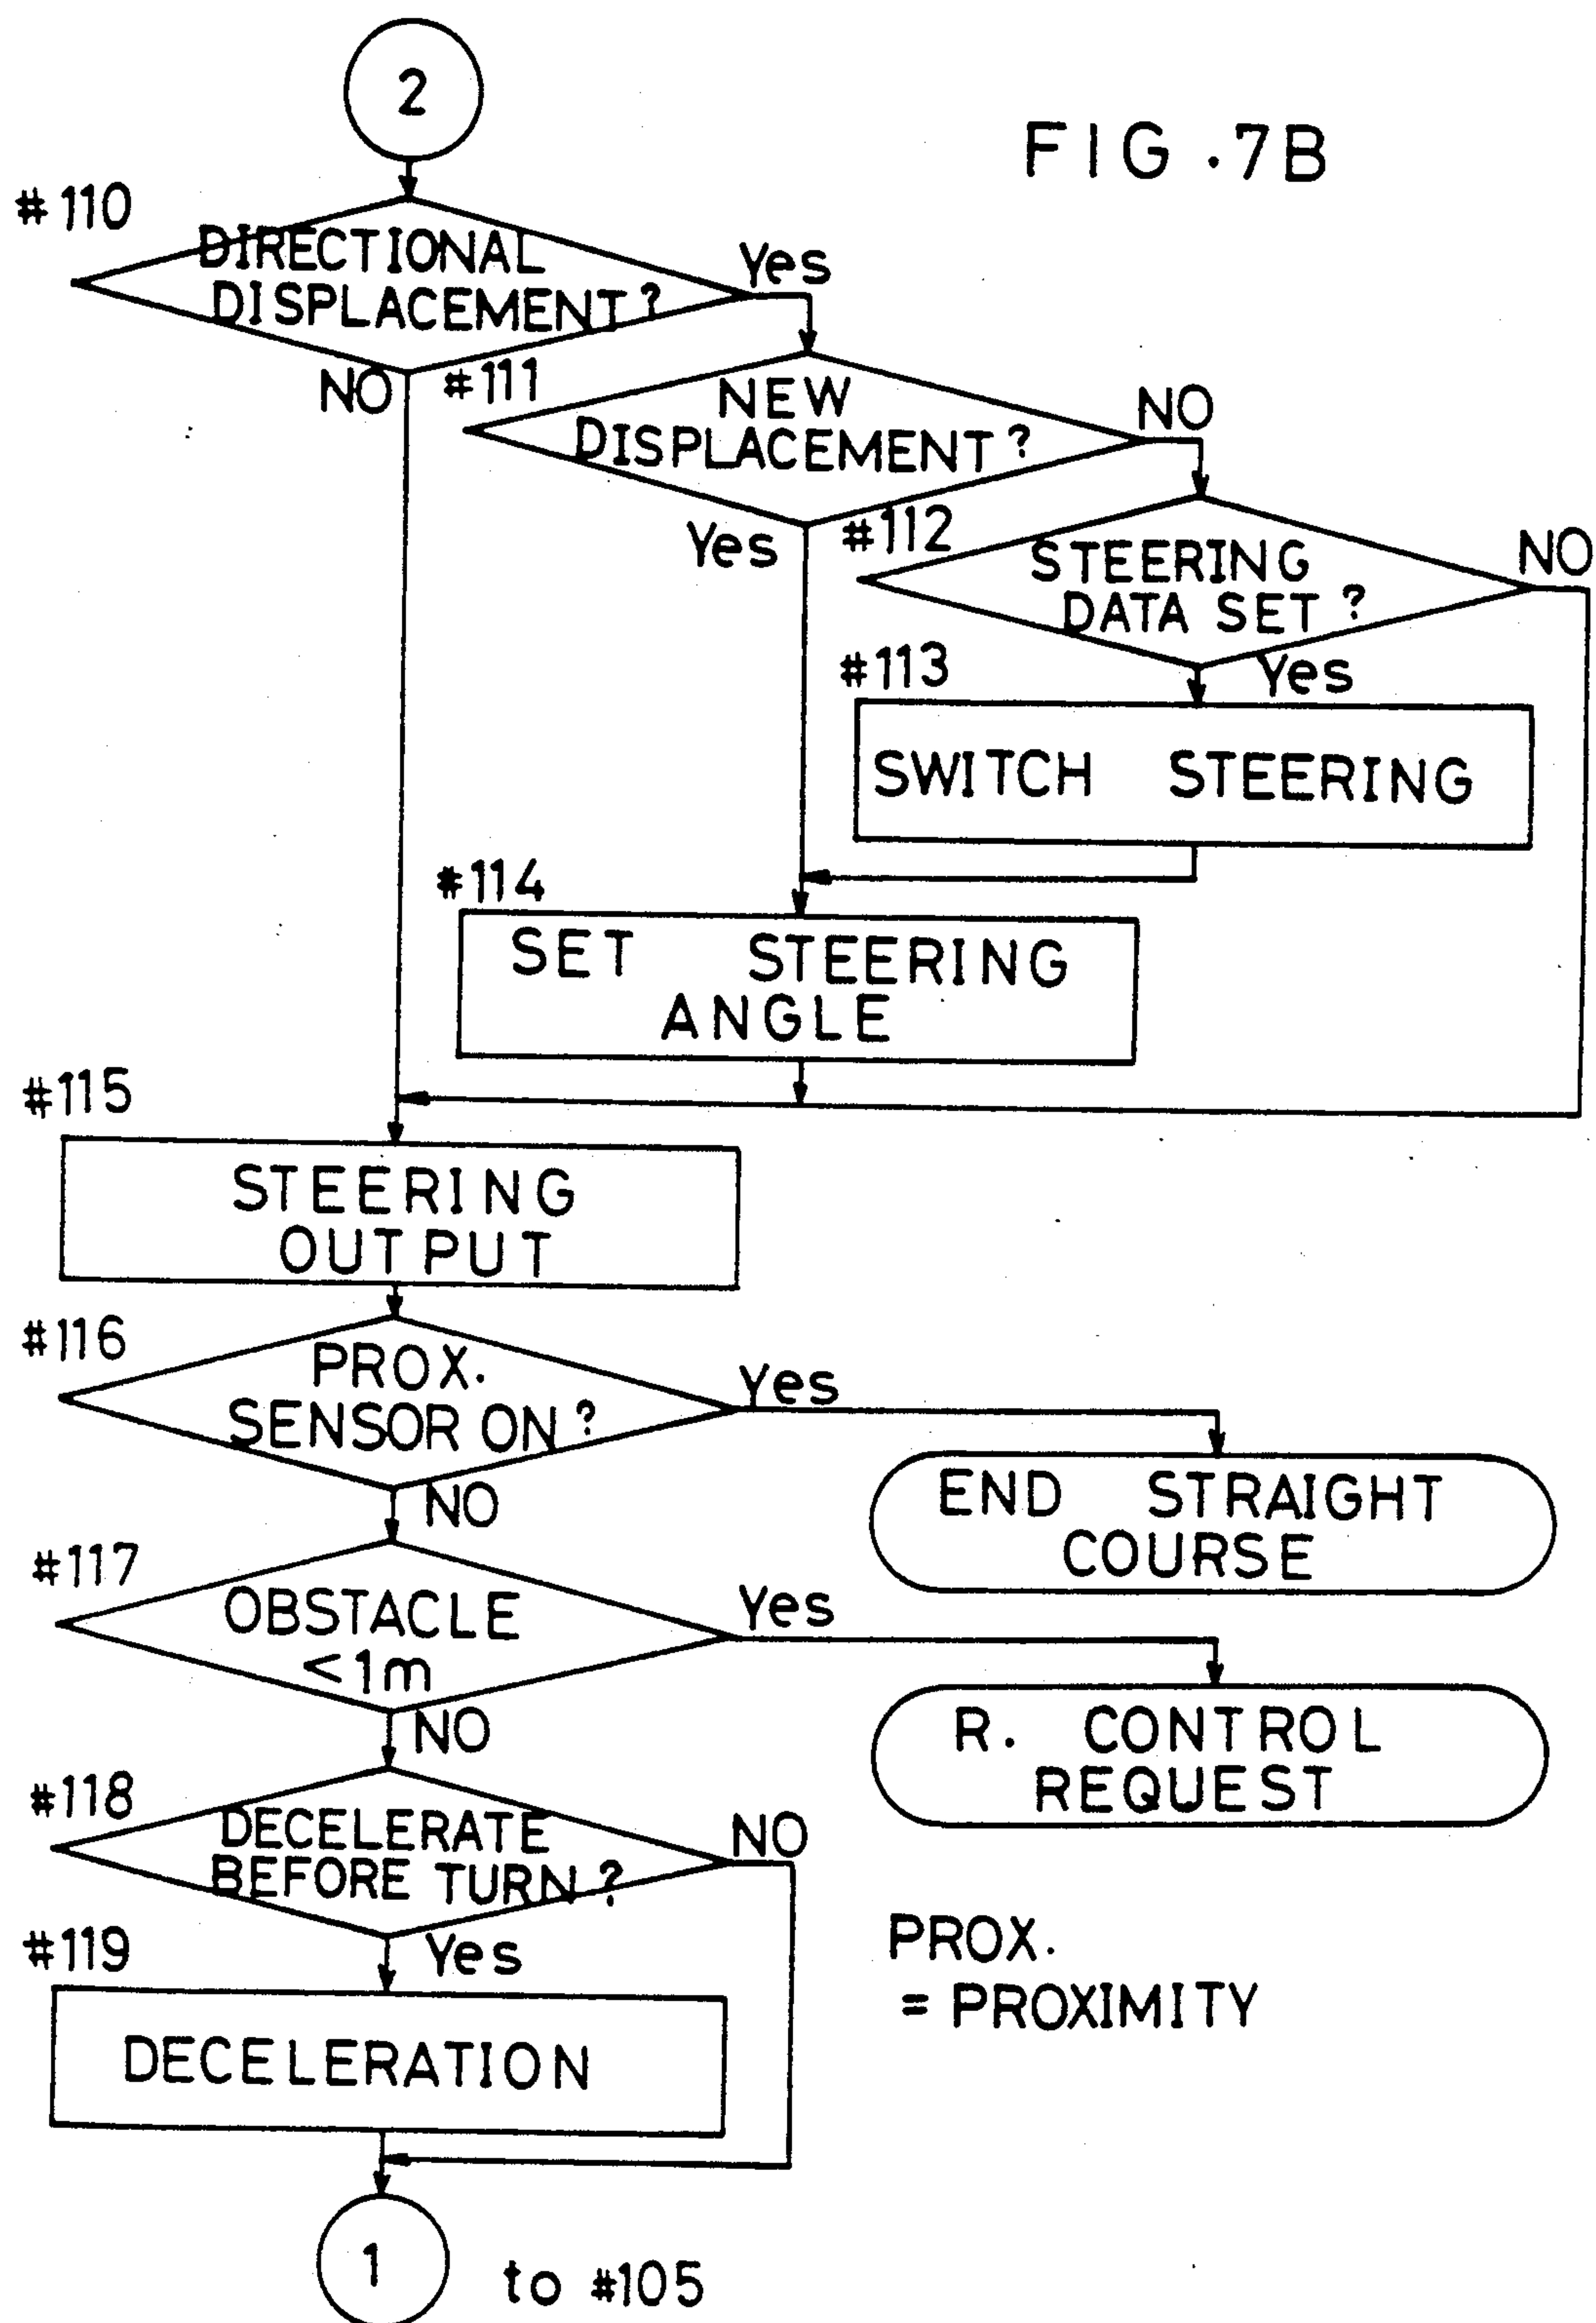 2
FIG.7B
#110
DIRECTIONAL
DISPLACEMENT?
Yes
NO
#111
NEW
DISPLACEMENT?
NO
Yes
#112
STEERING
DATA SET?
NO
#113
Yes
SWITCH STEERING
#114
SET STEERING
ANGLE
#115
STEERING
OUTPUT
#116
PROX.
SENSOR ON?
Yes
NO
END STRAIGHT
COURSE
#117
OBSTACLE
<1m
Yes
NO
R. CONTROL
REQUEST
#118
DECELERATE
BEFORE TURN?
NO
#119
Yes
PROX.
= PROXIMITY
DECELERATION
1
to #105